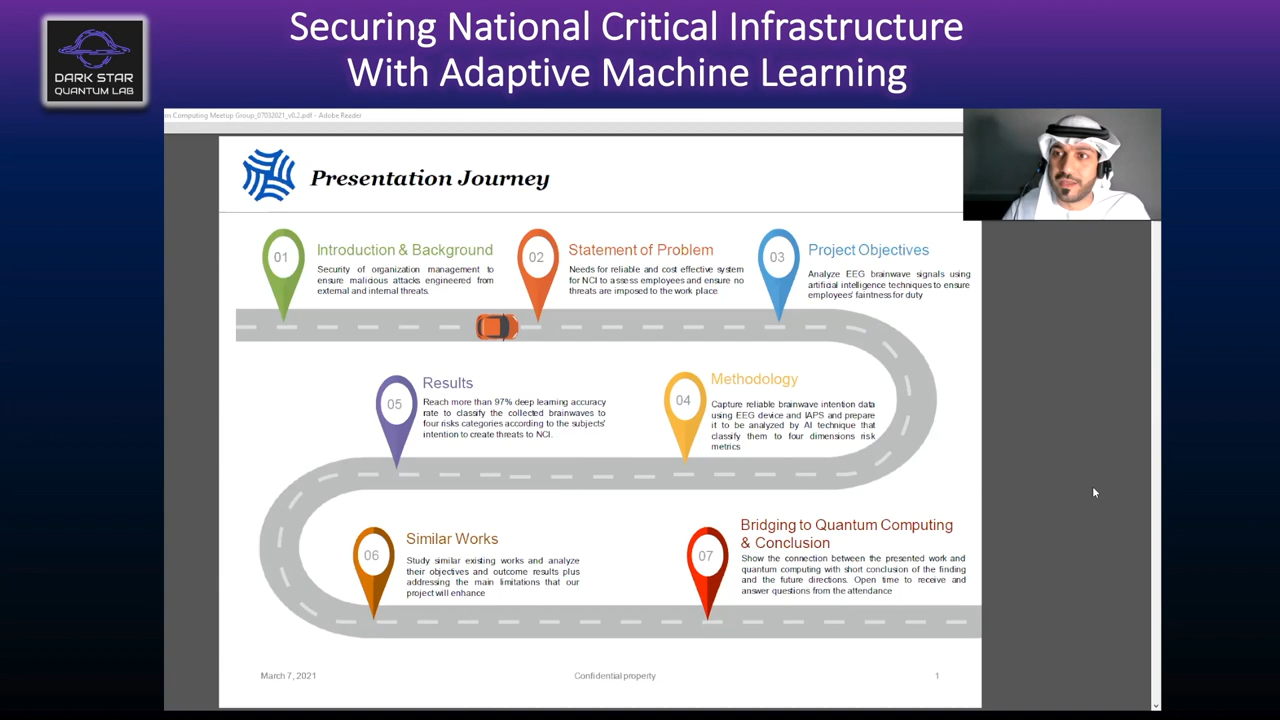 Securing National Critical Infrastructure
With Adaptive Machine Learning
DARK STAR
QUANTUM LAB
m Computing Meetup Group_07032021_v0.2.pdf - Adobe Reader
Presentation Journey
01
Introduction & Background
Security of organization management to
ensure malicious attacks engineered from
external and internal threats.
02
Statement of Problem
Needs for reliable and cost effective system
for NCI to assess employees and ensure no
threats are imposed to the work place
03
Project Objectives
Analyze EEG brainwave signals using
artificial intelligence techniques to ensure
employees' faintness for duty
05
Results
Reach more than 97% deep learning accuracy
rate to classify the collected brainwaves to
four risks categories according to the subjects'
intention to create threats to NCI.
04
Methodology
Capture reliable brainwave intention data
using EEG device and IAPS and prepare
it to be analyzed by AI technique that
classify them to four dimensions risk
metrics
06
Similar Works
Study similar existing works and analyze
their objectives and outcome results plus
addressing the main limitations that our
project will enhance
07
Bridging to Quantum Computing
& Conclusion
Show the connection between the presented work and
quantum computing with short conclusion of the finding
and the future directions. Open time to receive and
answer questions from the attendance
March 7, 2021
Confidential property
1